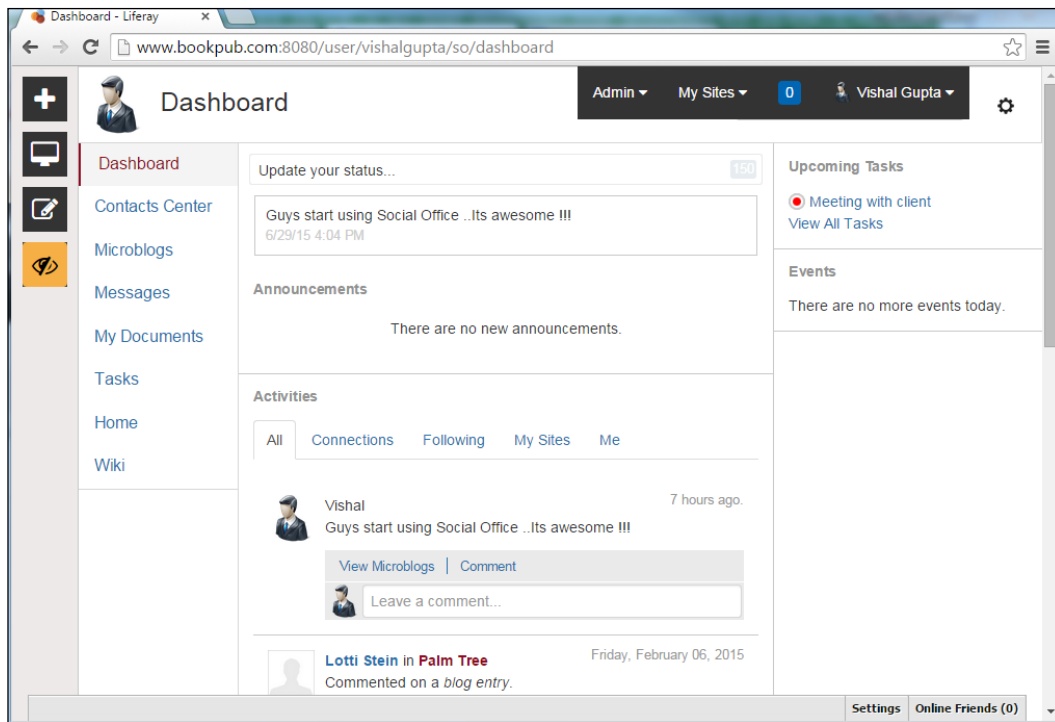 Dashboard - Liferay
www.bookpub.com:8080/user/vishalgupta/so/dashboard
Dashboard
Admin
My Sites
0
Vishal Gupta
Dashboard
Contacts Center
Microblogs
Messages
My Documents
Tasks
Home
Wiki
Update your status...
150
Guys start using Social Office ..Its awesome !!!
6/29/15 4:04 PM
Announcements
There are no new announcements.
Activities
All Connections Following My Sites Me
Vishal
7 hours ago.
Guys start using Social Office ..Its awesome !!!
View Microblogs | Comment
Leave a comment...
Lotti Stein in Palm Tree
Friday, February 06, 2015
Commented on a blog entry.
Upcoming Tasks
Meeting with client
View All Tasks
Events
There are no more events today.
Settings
Online Friends (0)